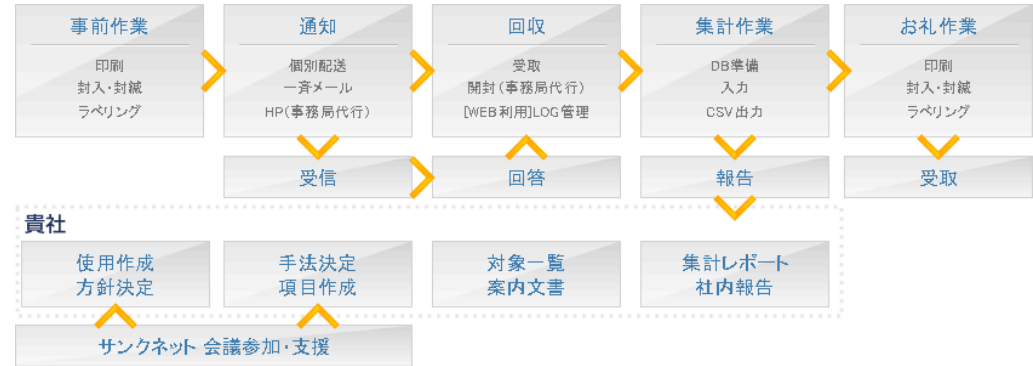 事前作業
印刷
封入・封緘
ラベリング
通知
個別配送
一斉メール
HP(事務局代行)
回収
受取
開封(事務局代行)
[WEB利用]LOG管理
集計作業
DB準備
入力
CSV出力
お礼作業
印刷
封入・封緘
ラベリング
受信
回答
報告
受取
貴社
使用作成
方針決定
手法決定
項目作成
対象一覧
案内文書
集計レポート
社内報告
サンクネット 会議参加・支援